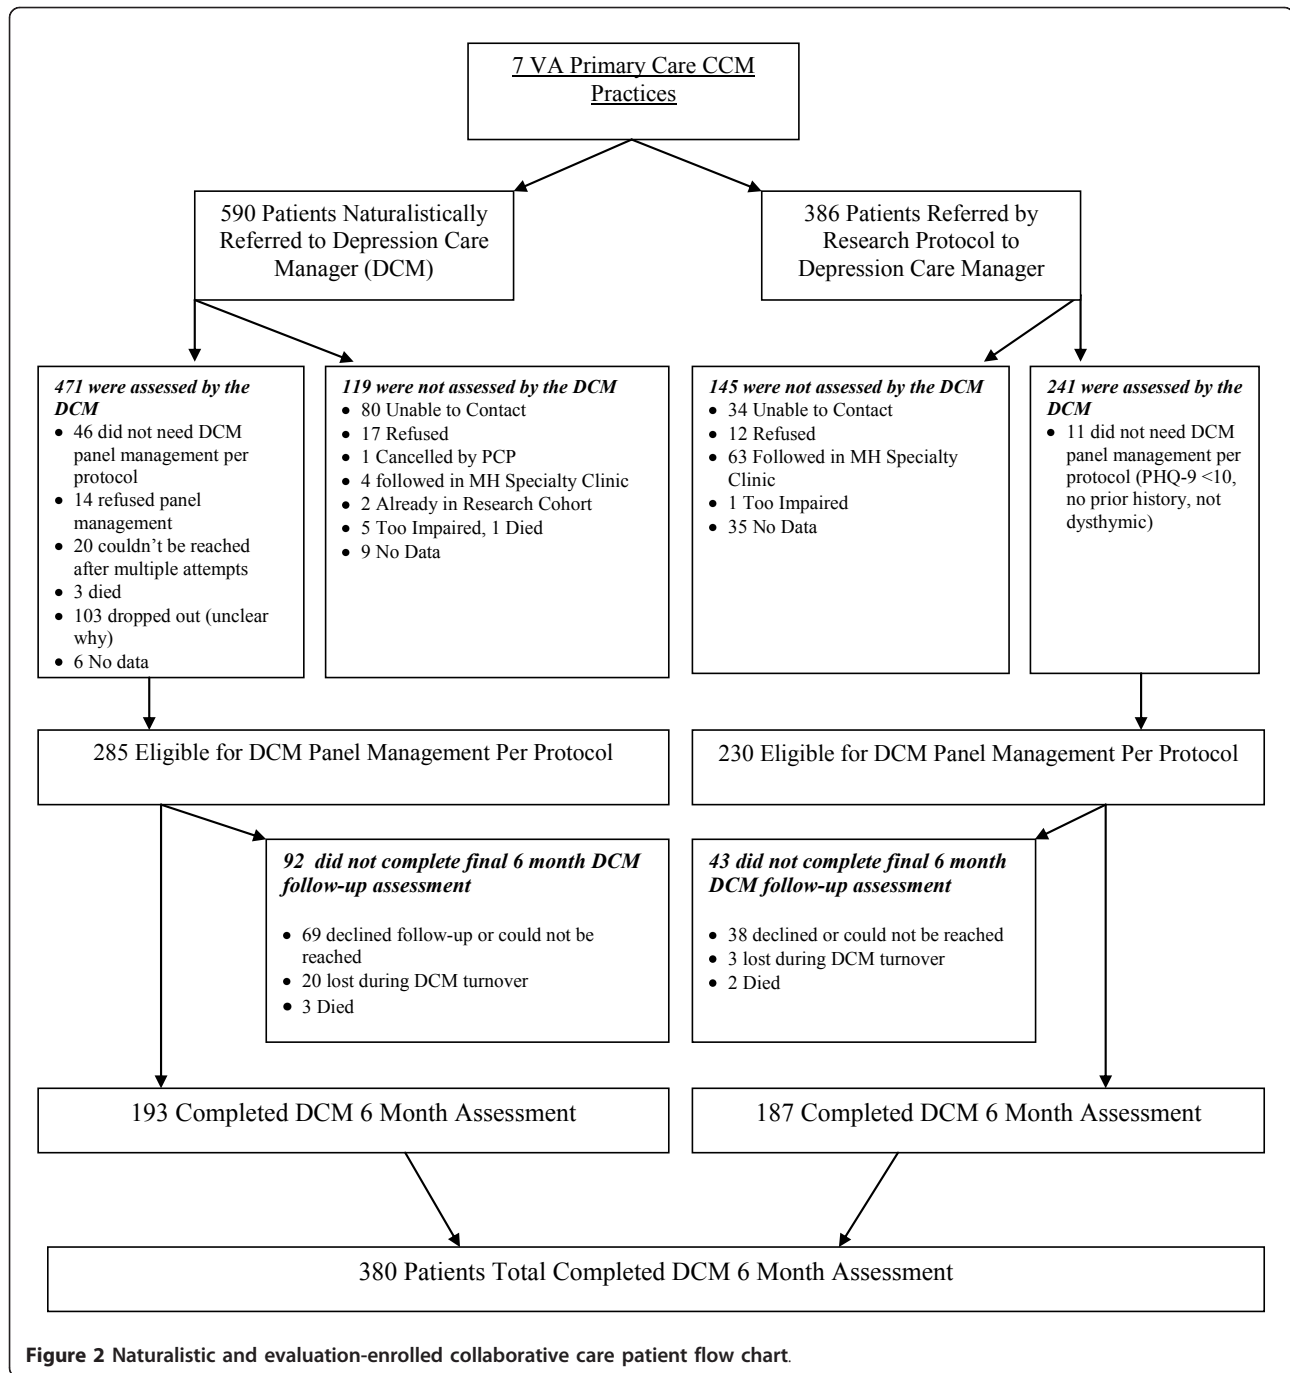 7 VA Primary Care CCM
Practices
590 Patients Naturalistically
Referred to Depression Care
Manager (DCM)
386 Patients Referred by
Research Protocol to
Depression Care Manager
471 were assessed by the
DCM
• 46 did not need DCM
panel management per
protocol
• 14 refused panel
management
• 20 couldn’t be reached
after multiple attempts
• 3 died
• 103 dropped out (unclear
why)
• 6 No data
119 were not assessed by the DCM
• 80 Unable to Contact
• 17 Refused
• 1 Cancelled by PCP
• 4 followed in MH Specialty Clinic
• 2 Already in Research Cohort
• 5 Too Impaired, 1 Died
• 9 No Data
145 were not assessed by the DCM
• 34 Unable to Contact
• 12 Refused
• 63 Followed in MH Specialty
Clinic
• 1 Too Impaired
• 35 No Data
241 were assessed by the
DCM
• 11 did not need DCM
panel management per
protocol (PHQ-9 <10,
no prior history, not
dysthymic)
285 Eligible for DCM Panel Management Per Protocol
230 Eligible for DCM Panel Management Per Protocol
92 did not complete final 6 month DCM
follow-up assessment
• 69 declined follow-up or could not be
reached
• 20 lost during DCM turnover
• 3 Died
43 did not complete final 6 month
DCM follow-up assessment
• 38 declined or could not be reached
• 3 lost during DCM turnover
• 2 Died
193 Completed DCM 6 Month Assessment
187 Completed DCM 6 Month Assessment
380 Patients Total Completed DCM 6 Month Assessment
Figure 2 Naturalistic and evaluation-enrolled collaborative care patient flow chart.